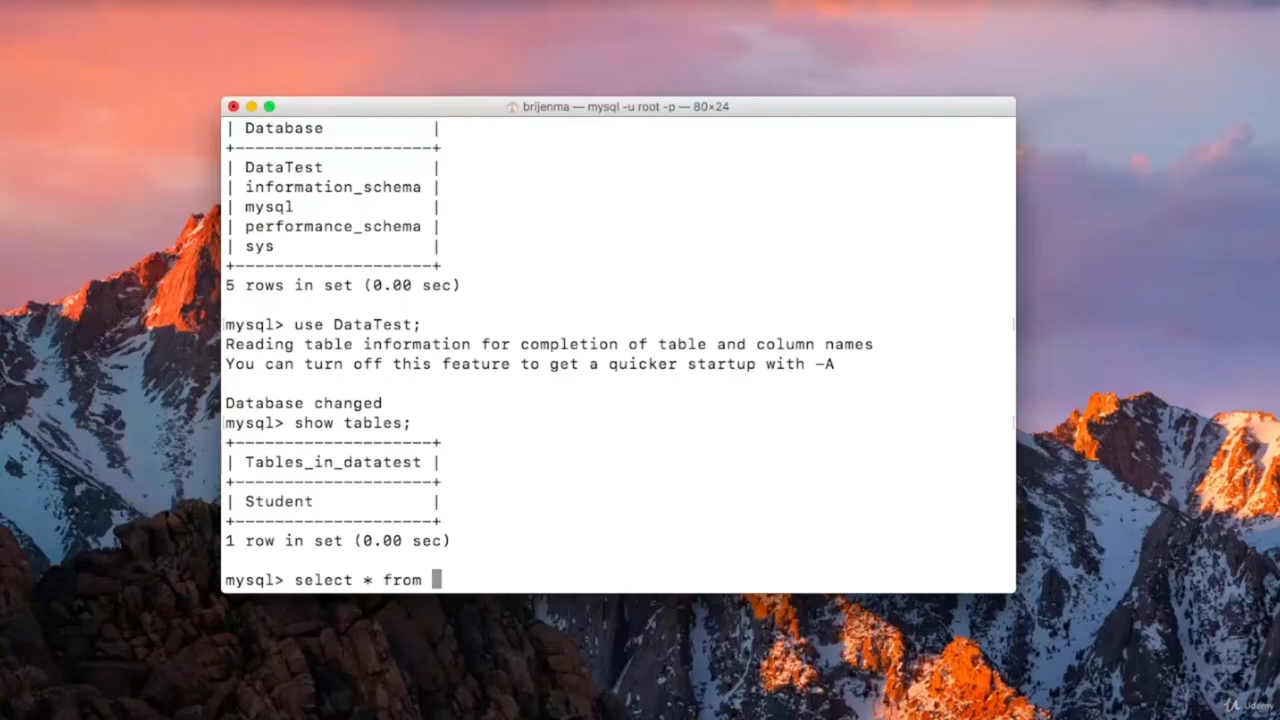 brijenma — mysql -u root -p — 80×24
| Database           |
+--------------------+
| DataTest           |
| information_schema |
| mysql              |
| performance_schema |
| sys                |
+--------------------+
5 rows in set (0.00 sec)
mysql> use DataTest;
Reading table information for completion of table and column names
You can turn off this feature to get a quicker startup with -A
Database changed
mysql> show tables;
+--------------------+
| Tables_in_datatest |
+--------------------+
| Student            |
+--------------------+
1 row in set (0.00 sec)
mysql> select * from
Udemy